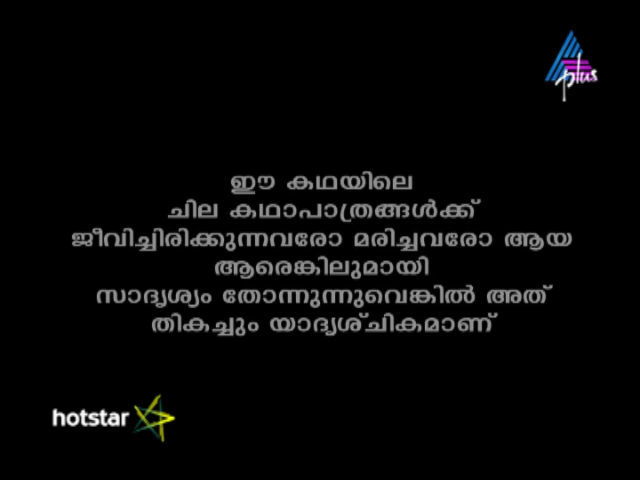 plus
ഈ കഥയിലെ
ചില കഥാപാത്രങ്ങൾക്ക്
ജീവിച്ചിരിക്കുന്നവരോ മരിച്ചവരോ ആയ
ആരെങ്കിലുമായി
സാദൃശ്യം തോന്നുന്നുവെങ്കിൽ അത്
തികച്ചും യാദൃശ്ചികമാണ്
hotstar